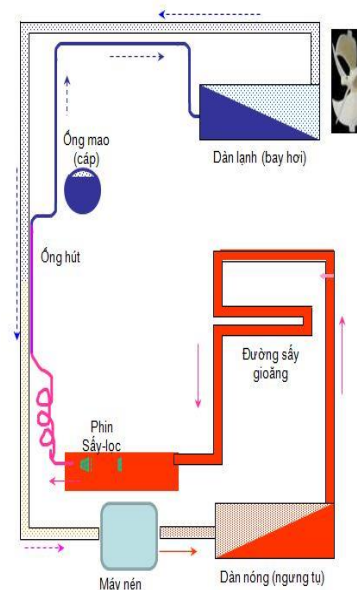 Ống mao
(cáp)
Dàn lạnh (bay hơi)
Ống hút
Đường sấy
gioăng
Phin
Sấy-lọc
Máy nén
Dàn nóng (ngưng tụ)